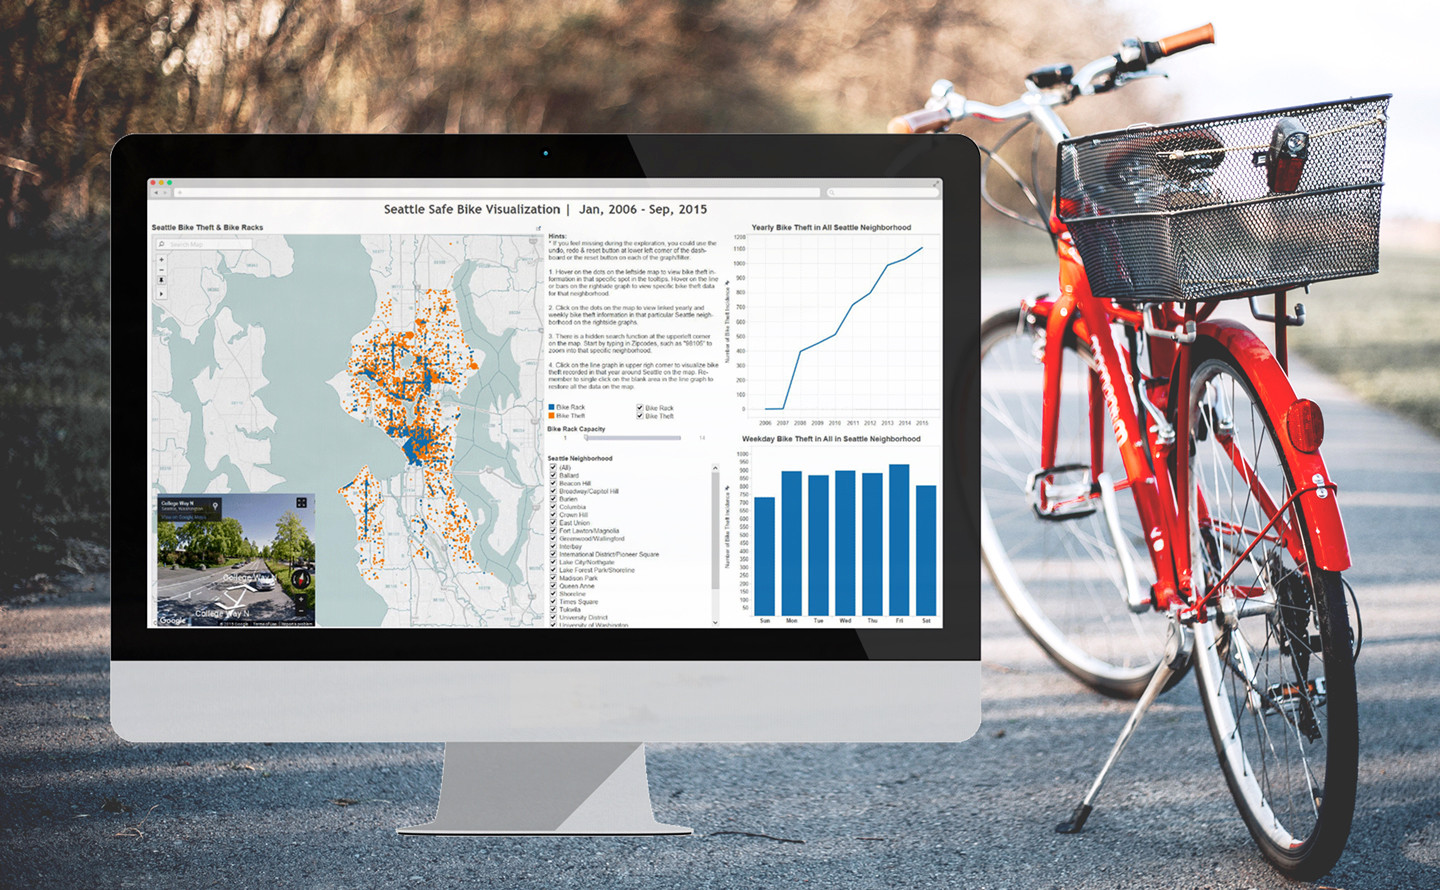 Seattle Safe Bike Visualization | Jan, 2006 - Sep, 2015
Seattle Bike Theft & Bike Racks
Search Map
College Way N
Seattle, Washington
View on Google Maps
College Way N
College Way N
Google
© 2015 Google
Terms of Use
Report a problem
Hints:
* If you feel missing during the exploration, you could use the
undo, redo & reset button at lower left corner of the dash-
board or the reset button on each of the graph/filter.
1. Hover on the dots on the leftside map to view bike theft in-
formation in that specific spot in the tooltips. Hover on the line
or bars on the rightside graph to view specific bike theft data
for that neighborhood.
2. Click on the dots on the map to view linked yearly and
weekly bike theft information in that particular Seattle neigh-
borhood on the rightside graphs.
3. There is a hidden search function at the upperleft corner
on the map. Start by typing in Zipcodes, such as "98105" to
zoom into that specific neighborhood.
4. Click on the line graph in upper righ corner to visualize bike
theft recorded in that year around Seattle on the map. Re-
member to single click on the blank area in the line graph to
restore all the data on the map.
Bike Rack
Bike Theft
Bike Rack
Bike Theft
Bike Rack Capacity
1
14
Seattle Neighborhood
(All)
Ballard
Beacon Hill
Broadway/Capitol Hill
Burien
Columbia
Crown Hill
East Union
Fort Lawton/Magnolia
Greenwood/Wallingford
Interbay
International District/Pioneer Square
Lake City/Northgate
Lake Forest Park/Shoreline
Madison Park
Queen Anne
Shoreline
Times Square
Tukwila
University District
University of Washington
Yearly Bike Theft in All Seattle Neighborhood
Number of Bike Theft Incidence
1200
1100
1000
900
800
700
600
500
400
300
200
100
0
2006 2007 2008 2009 2010 2011 2012 2013 2014 2015
Weekday Bike Theft in All in Seattle Neighborhood
Number of Bike Theft Incidence
1000
950
900
850
800
750
700
650
600
550
500
450
400
350
300
250
200
150
100
50
Sun Mon Tue Wed Thu Fri Sat